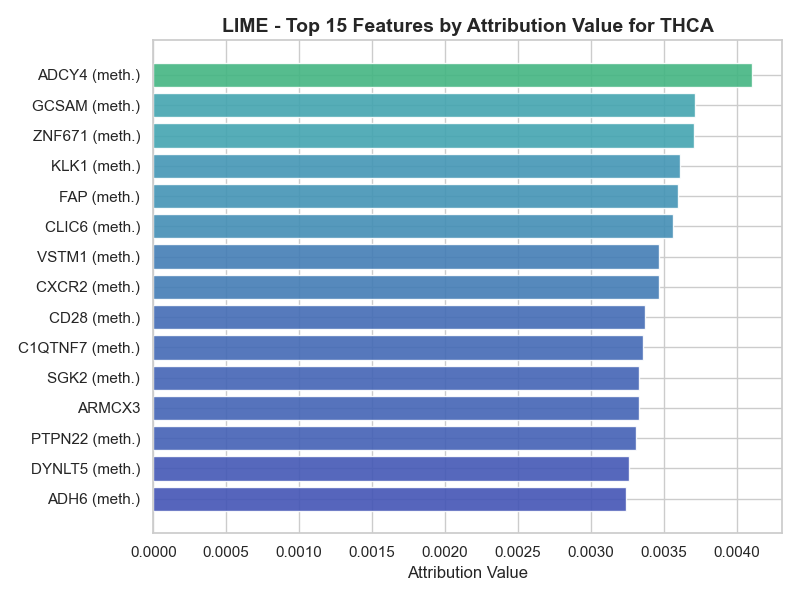 LIME - Top 15 Features by Attribution Value for THCA
ADCY4 (meth.)
GCSAM (meth.)
ZNF671 (meth.)
KLK1 (meth.)
FAP (meth.)
CLIC6 (meth.)
VSTM1 (meth.)
CXCR2 (meth.)
CD28 (meth.)
C1QTNF7 (meth.)
SGK2 (meth.)
ARMCX3
PTPN22 (meth.)
DYNLT5 (meth.)
ADH6 (meth.)
0.0000 0.0005 0.0010 0.0015 0.0020 0.0025 0.0030 0.0035 0.0040
Attribution Value